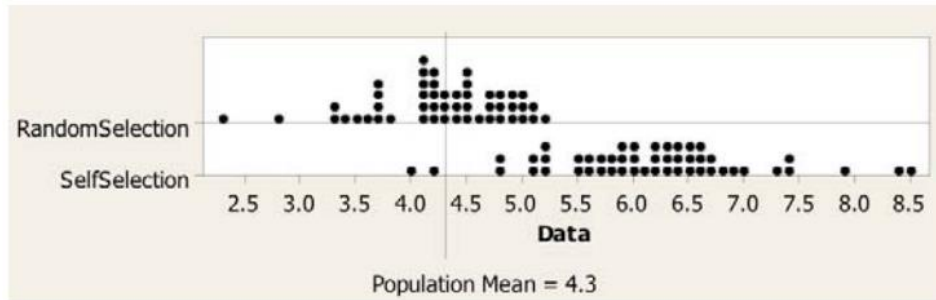 RandomSelection
SelfSelection
2.5 3.0 3.5 4.0 4.5 5.0 5.5 6.0 6.5 7.0 7.5 8.0 8.5
Data
Population Mean = 4.3